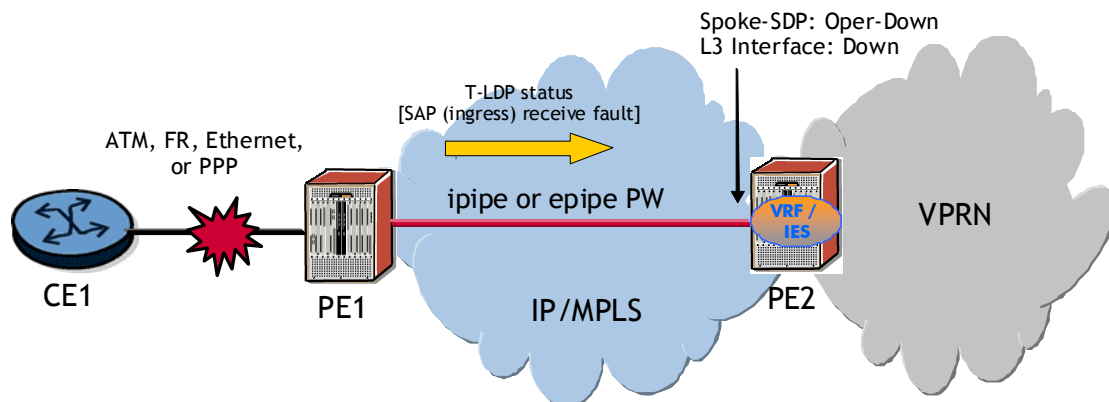 Spoke-SDP: Oper-Down
L3 Interface: Down
T-LDP status
[SAP (ingress) receive fault]
ATM, FR, Ethernet,
or PPP
ipipe or epipe PW
VRF /
IES
VPRN
CE1
PE1
IP/MPLS
PE2